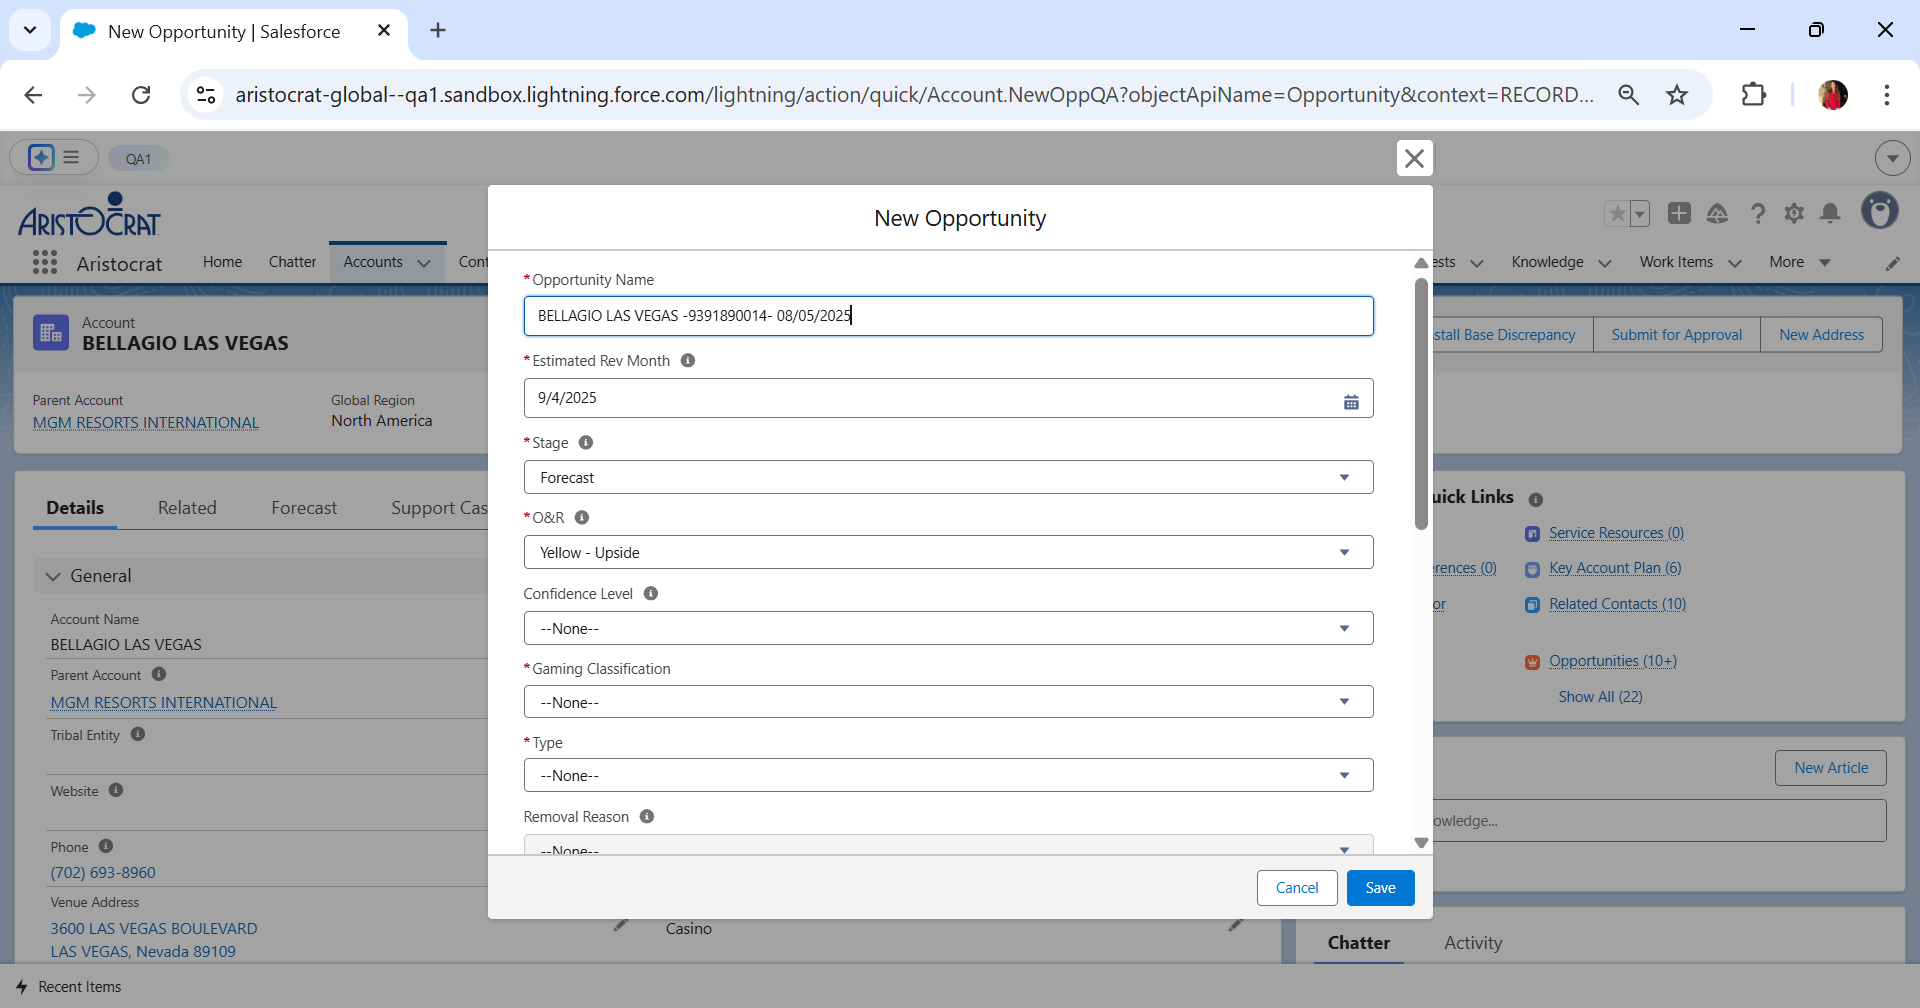 New Opportunity | Salesforce
aristocrat-global--qa1.sandbox.lightning.force.com/lightning/action/quick/Account.NewOppQA?objectApiName=Opportunity&context=RECORD...
QA1
ARISTOCRAT
Aristocrat
Home
Chatter
Accounts
Cont
ests
Knowledge
Work Items
More
Account
BELLAGIO LAS VEGAS
stall Base Discrepancy
Submit for Approval
New Address
Parent Account
MGM RESORTS INTERNATIONAL
Global Region
North America
Details
Related
Forecast
Support Cas
General
Account Name
BELLAGIO LAS VEGAS
Parent Account
MGM RESORTS INTERNATIONAL
Tribal Entity
Website
Phone
(702) 693-8960
Venue Address
3600 LAS VEGAS BOULEVARD
LAS VEGAS, Nevada 89109
Casino
New Opportunity
*Opportunity Name
BELLAGIO LAS VEGAS -9391890014- 08/05/2025
*Estimated Rev Month
9/4/2025
*Stage
Forecast
*O&R
Yellow - Upside
Confidence Level
--None--
*Gaming Classification
--None--
*Type
--None--
Removal Reason
--None--
Cancel
Save
uick Links
Service Resources (0)
erences (0)
Key Account Plan (6)
or
Related Contacts (10)
Opportunities (10+)
Show All (22)
New Article
owledge...
Chatter
Activity
Recent Items